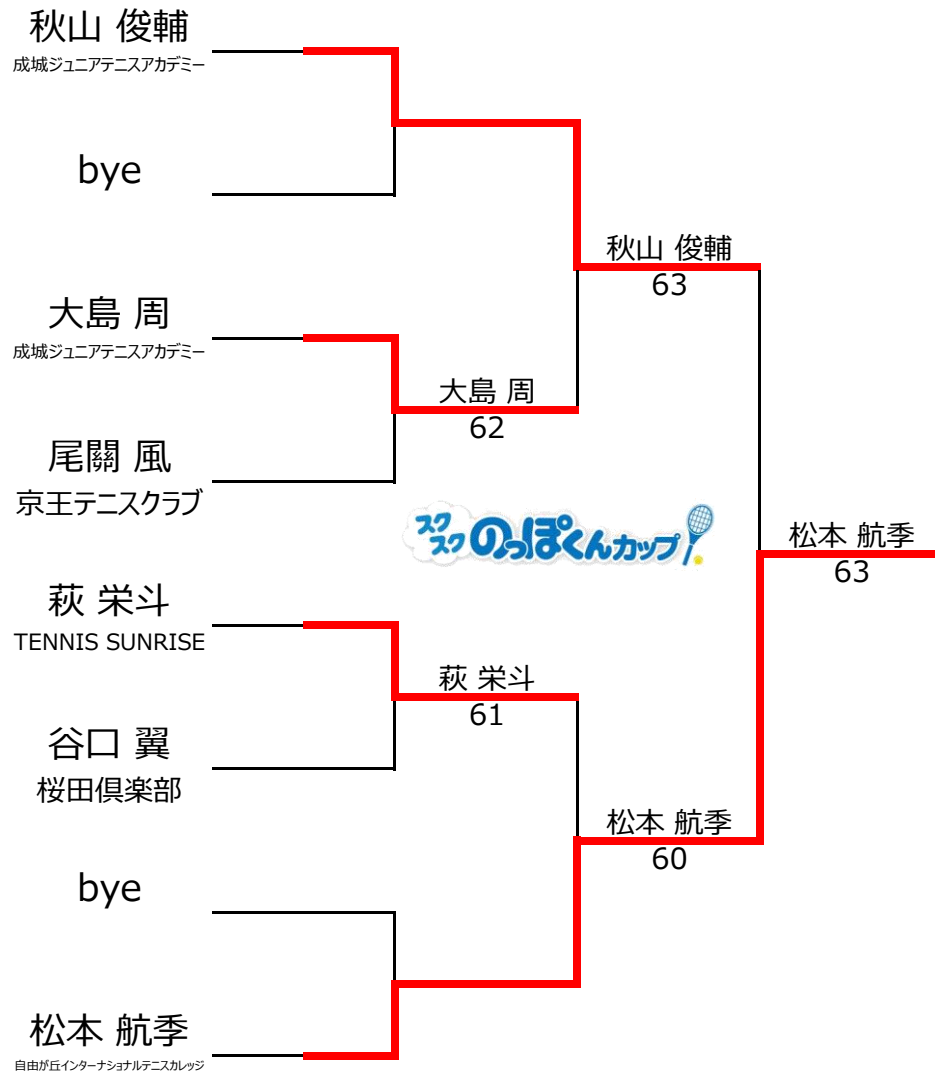 秋山 俊輔
成城ジュニアテニスアカデミー
bye
秋山 俊輔
63
大島 周
成城ジュニアテニスアカデミー
大島 周
62
尾關 風
京王テニスクラブ
スクスク のっぽくんカップ
松本 航季
63
萩 栄斗
TENNIS SUNRISE
萩 栄斗
61
谷口 翼
桜田倶楽部
松本 航季
60
bye
松本 航季
自由が丘インターナショナルテニスカレッジ